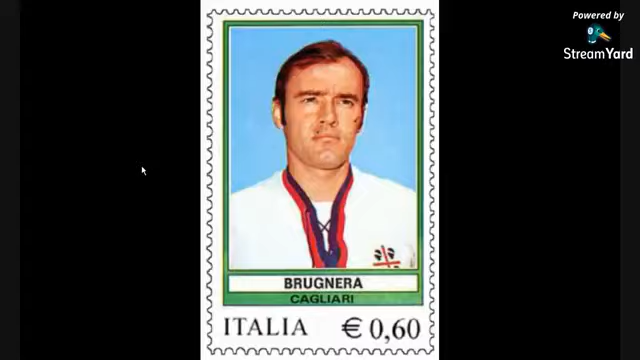 Powered by
StreamYard
BRUGNERA
CAGLIARI
ITALIA € 0,60